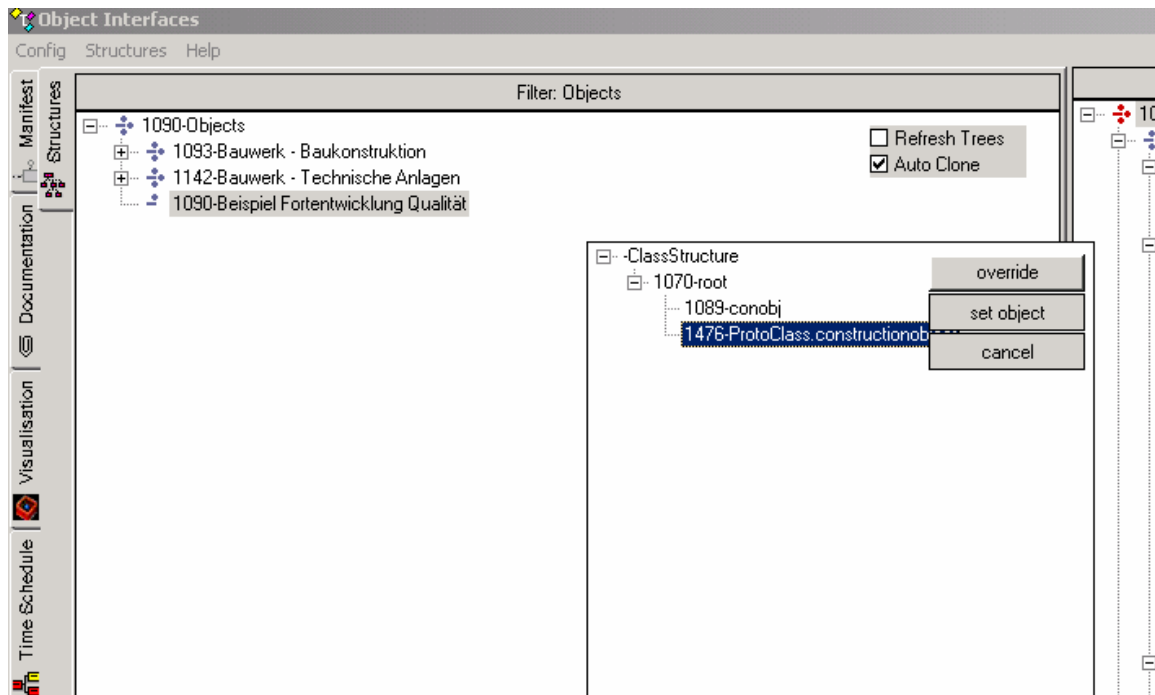 Object Interfaces
Config Structures Help
Manifest
Structures
Documentation
Visualisation
Time Schedule
Filter: Objects
1090-Objects
1093-Bauwerk - Baukonstruktion
1142-Bauwerk - Technische Anlagen
1090-Beispiel Fortentwicklung Qualität
Refresh Trees
Auto Clone
-ClassStructure
1070-root
1089-conobj
1476-ProtoClass.constructionob
override
set object
cancel
10